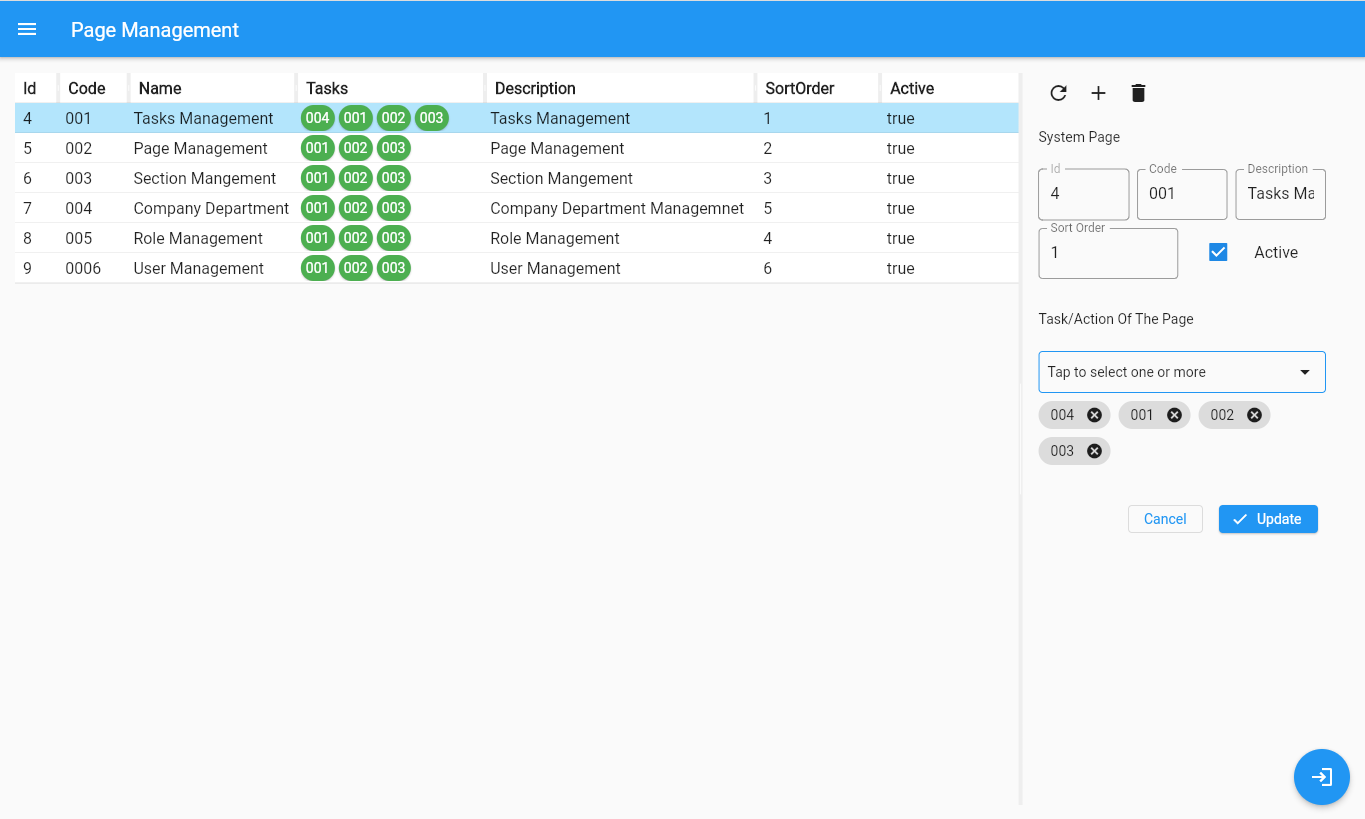 Page Management
Id Code Name Tasks Description SortOrder Active
4 001 Tasks Management 004 001 002 003 Tasks Management 1 true
5 002 Page Management 001 002 003 Page Management 2 true
6 003 Section Mangement 001 002 003 Section Mangement 3 true
7 004 Company Department 001 002 003 Company Department Managemnet 5 true
8 005 Role Management 001 002 003 Role Management 4 true
9 0006 User Management 001 002 003 User Management 6 true
System Page
Id Code Description
4 001 Tasks Ma
Sort Order
1 Active
Task/Action Of The Page
Tap to select one or more
004 001 002
003
Cancel Update